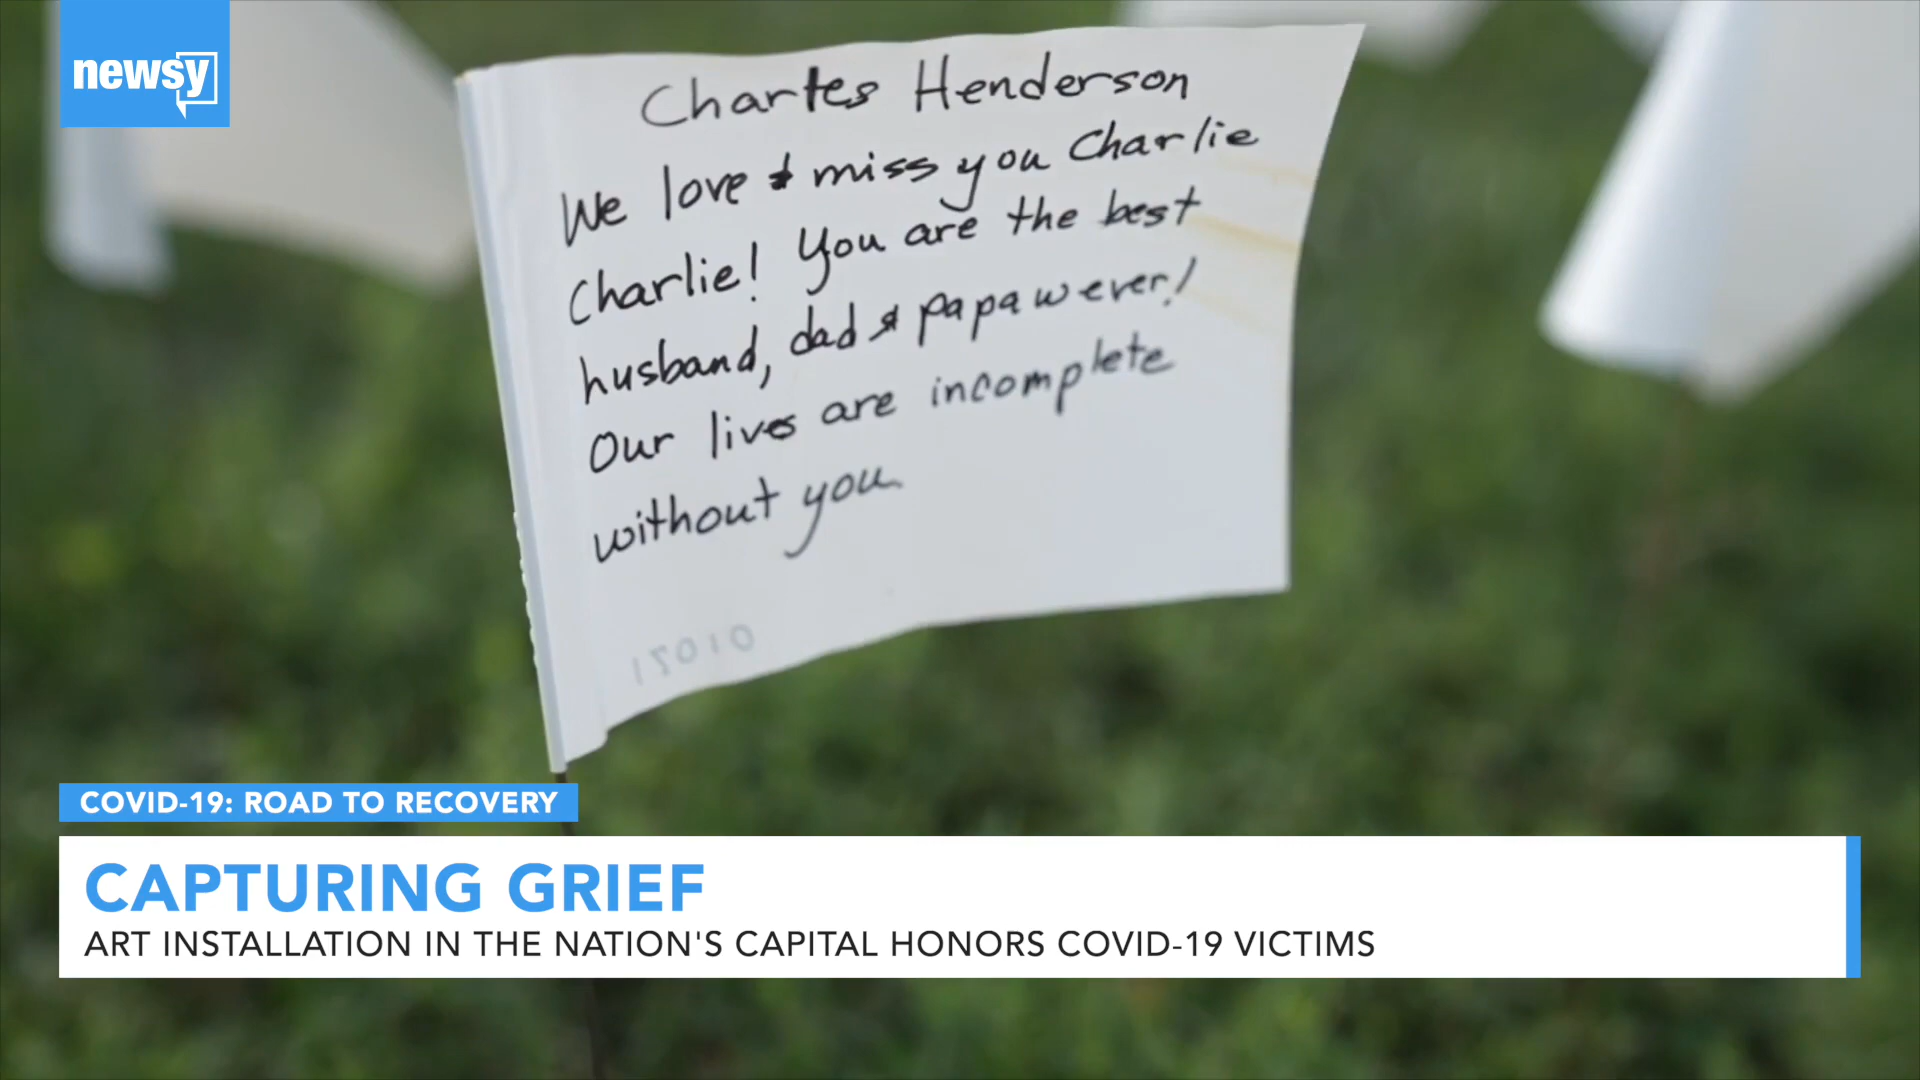 newsy
Charles Henderson
We love & miss you Charlie
Charlie! You are the best
husband, dad & papaw ever!
Our lives are incomplete
without you.
COVID-19: ROAD TO RECOVERY
CAPTURING GRIEF
ART INSTALLATION IN THE NATION'S CAPITAL HONORS COVID-19 VICTIMS